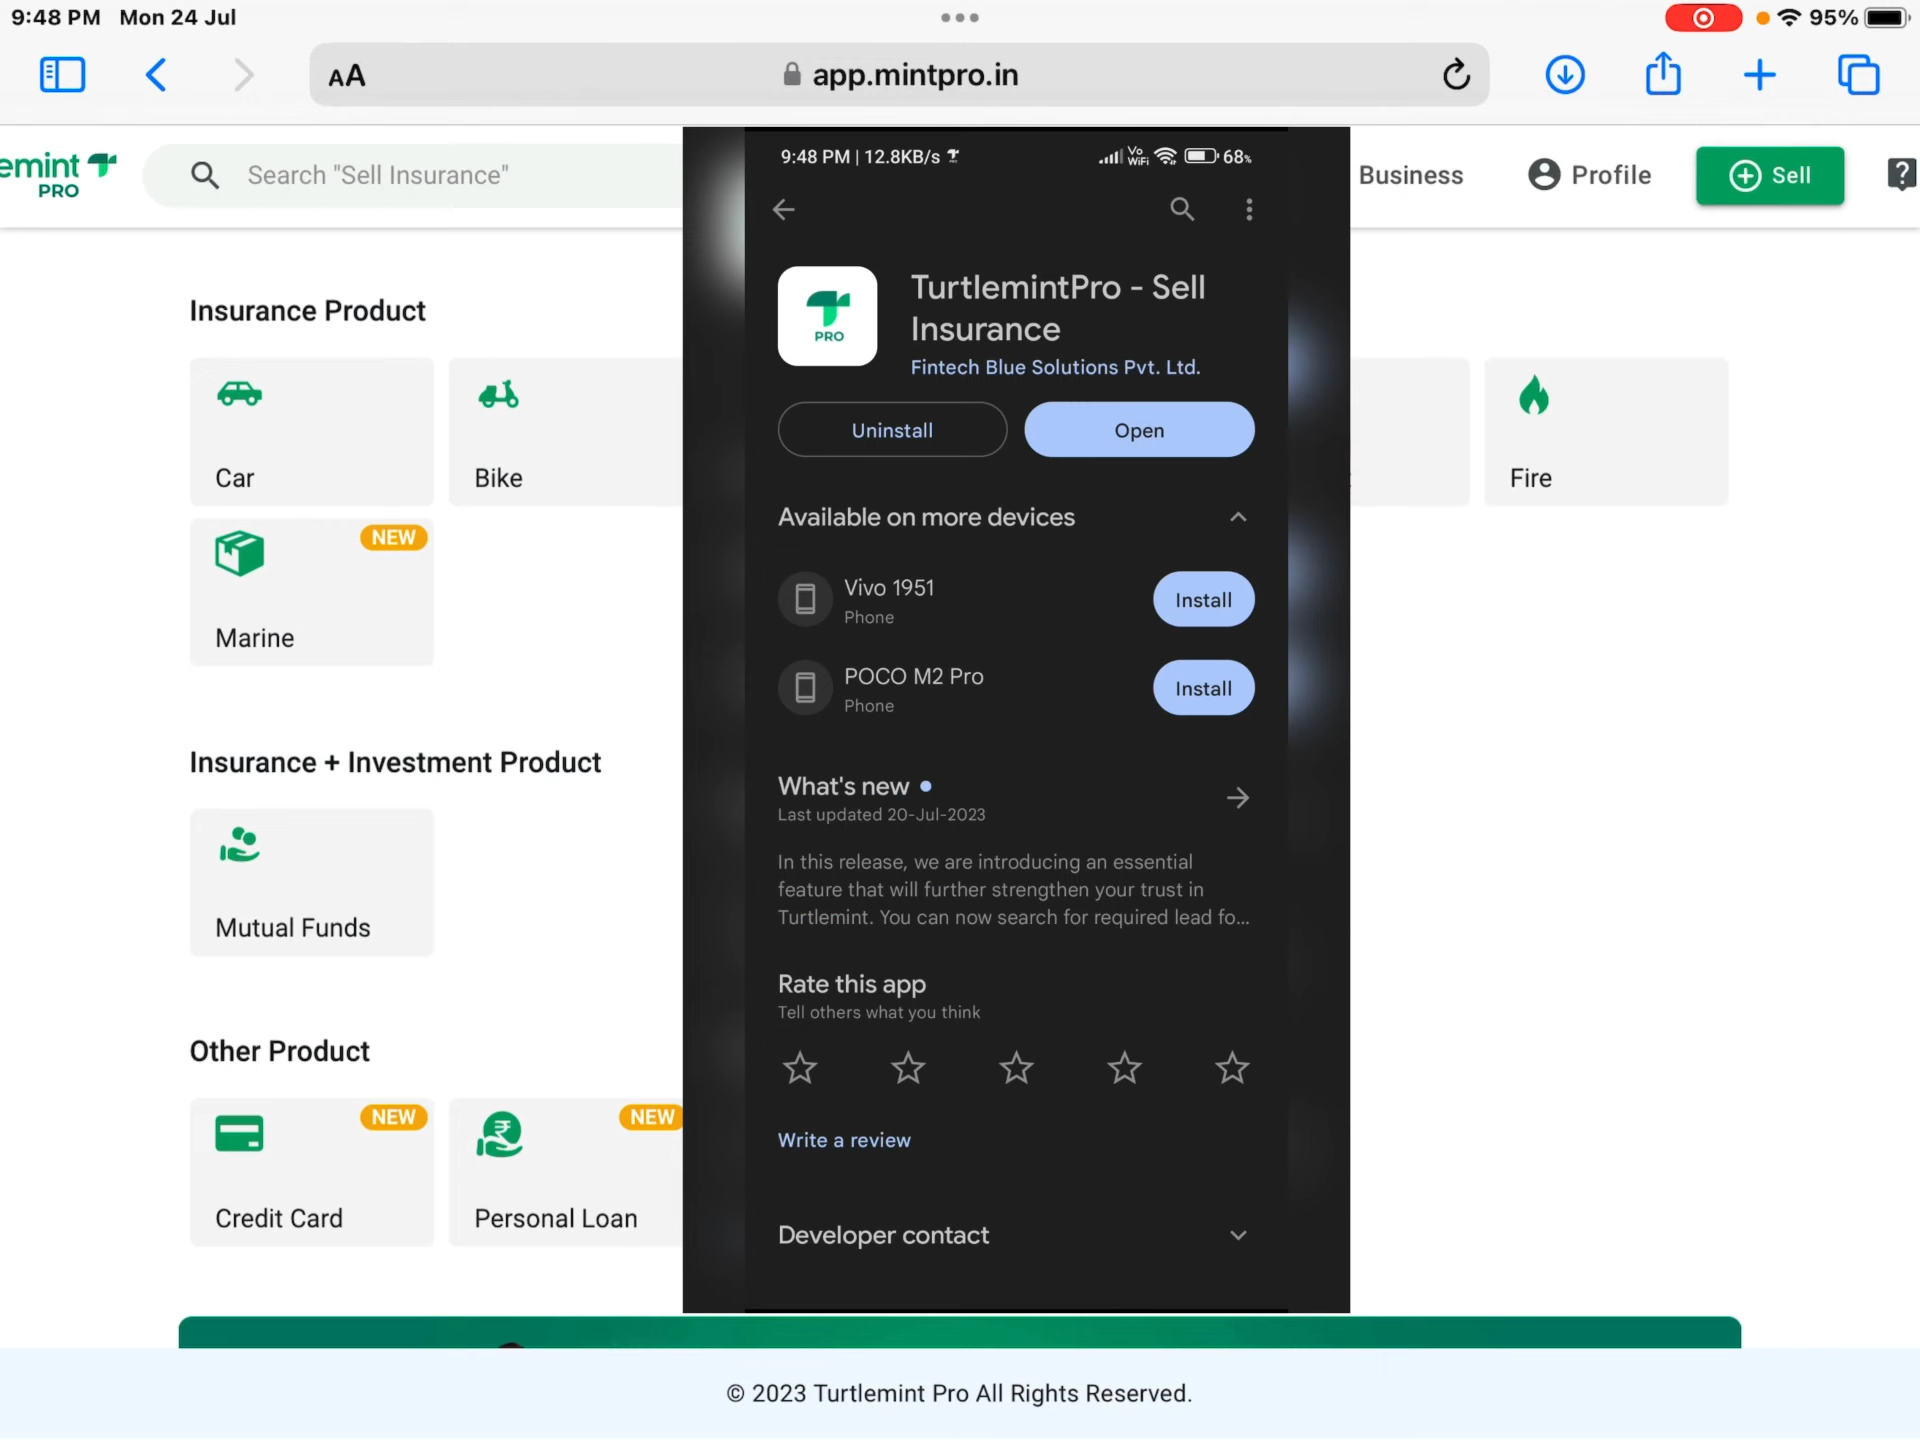 9:48 PM Mon 24 Jul
95%
AA
app.mintpro.in
emint
PRO
Search "Sell Insurance"
Business
Profile
Sell
Insurance Product
Car
Bike
Fire
NEW
Marine
Insurance + Investment Product
Mutual Funds
Other Product
NEW
Credit Card
NEW
Personal Loan
9:48 PM | 12.8KB/s
Vo
WiFi
68%
PRO
TurtlemintPro - Sell
Insurance
Fintech Blue Solutions Pvt. Ltd.
Uninstall
Open
Available on more devices
Vivo 1951
Phone
Install
POCO M2 Pro
Phone
Install
What's new
Last updated 20-Jul-2023
In this release, we are introducing an essential
feature that will further strengthen your trust in
Turtlemint. You can now search for required lead fo...
Rate this app
Tell others what you think
Write a review
Developer contact
© 2023 Turtlemint Pro All Rights Reserved.